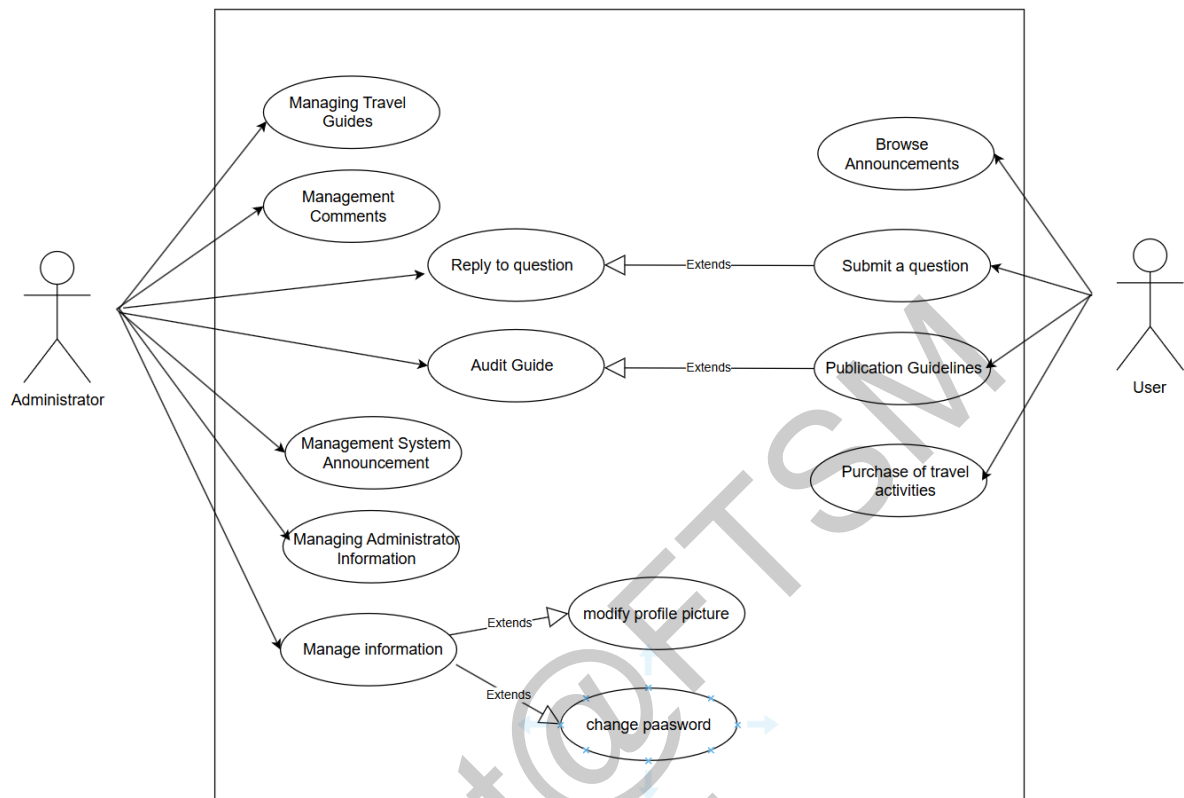 Managing Travel
Guides
Browse
Announcements
Management
Comments
Reply to question
Extends
Submit a question
Audit Guide
Extends
Publication Guidelines
Administrator
User
Management System
Announcement
Purchase of travel
activities
Managing Administrator
Information
Manage information
Extends
modify profile picture
Extends
change paasword
t@FTSM